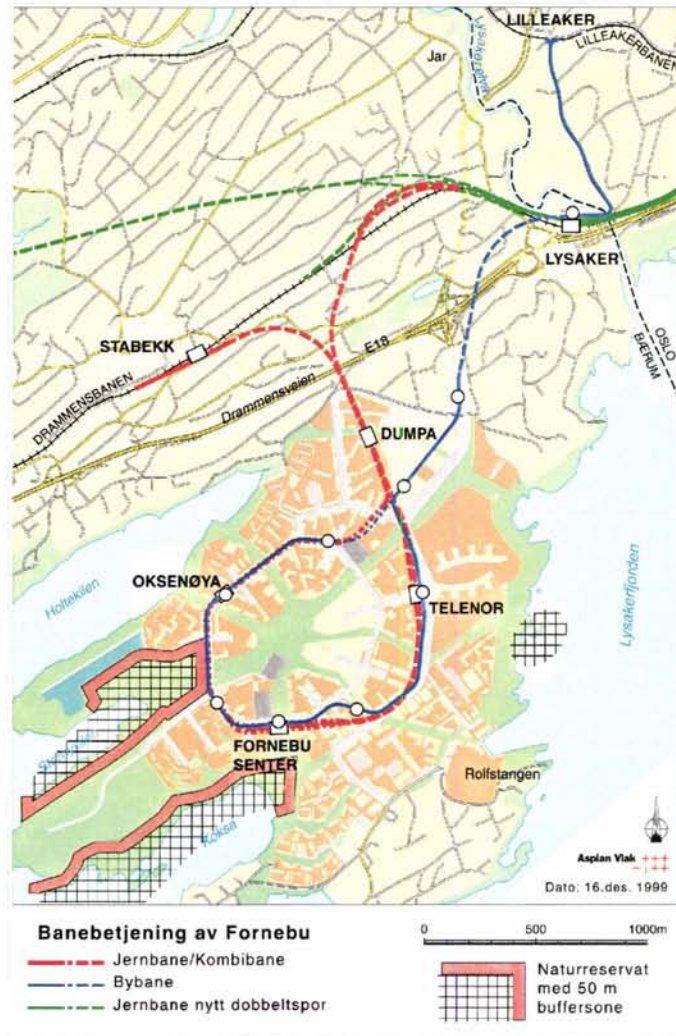 LILLEAKER
LILLEAKERBANEN
Jar
Lysakerelva
LYSAKER
OSLO
BÆRUM
STABEKK
E18
DRAMMENSBANEN
Drammensveien
DUMPA
Holtekilen
OKSENØYA
TELENOR
Lysakerfjorden
FORNEBU
SENTER
Rolfstangen
Koksa
Asplan Viak
Dato: 16.des. 1999
Banebetjening av Fornebu
Jernbane/Kombibane
Bybane
Jernbane nytt dobbeltspor
0 500 1000m
Naturreservat
med 50 m
buffersone